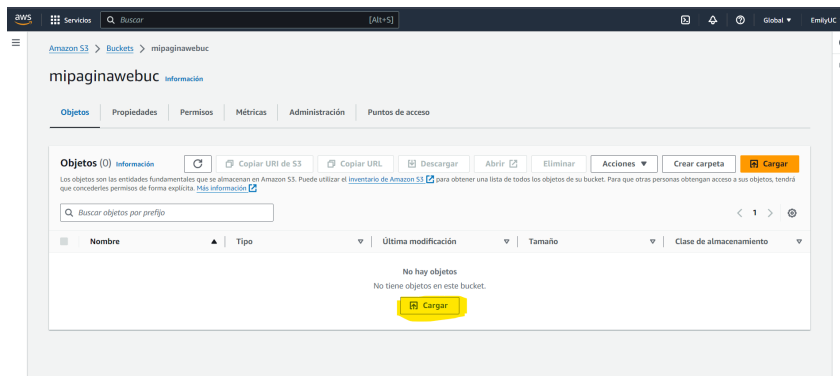 aws Servicios Buscar [Alt+S] Global EmilyUC
Amazon S3 > Buckets > mipaginawebuc
mipaginawebuc Información
Objetos Propiedades Permisos Métricas Administración Puntos de acceso
Objetos (0) Información Copiar URI de S3 Copiar URL Descargar Abrir Eliminar Acciones Crear carpeta Cargar
Los objetos son las entidades fundamentales que se almacenan en Amazon S3. Puede utilizar el inventario de Amazon S3 para obtener una lista de todos los objetos de su bucket. Para que otras personas obtengan acceso a sus objetos, tendrá
que concederles permisos de forma explícita. Más información
Buscar objetos por prefijo < 1 >
Nombre Tipo Última modificación Tamaño Clase de almacenamiento
No hay objetos
No tiene objetos en este bucket.
Cargar